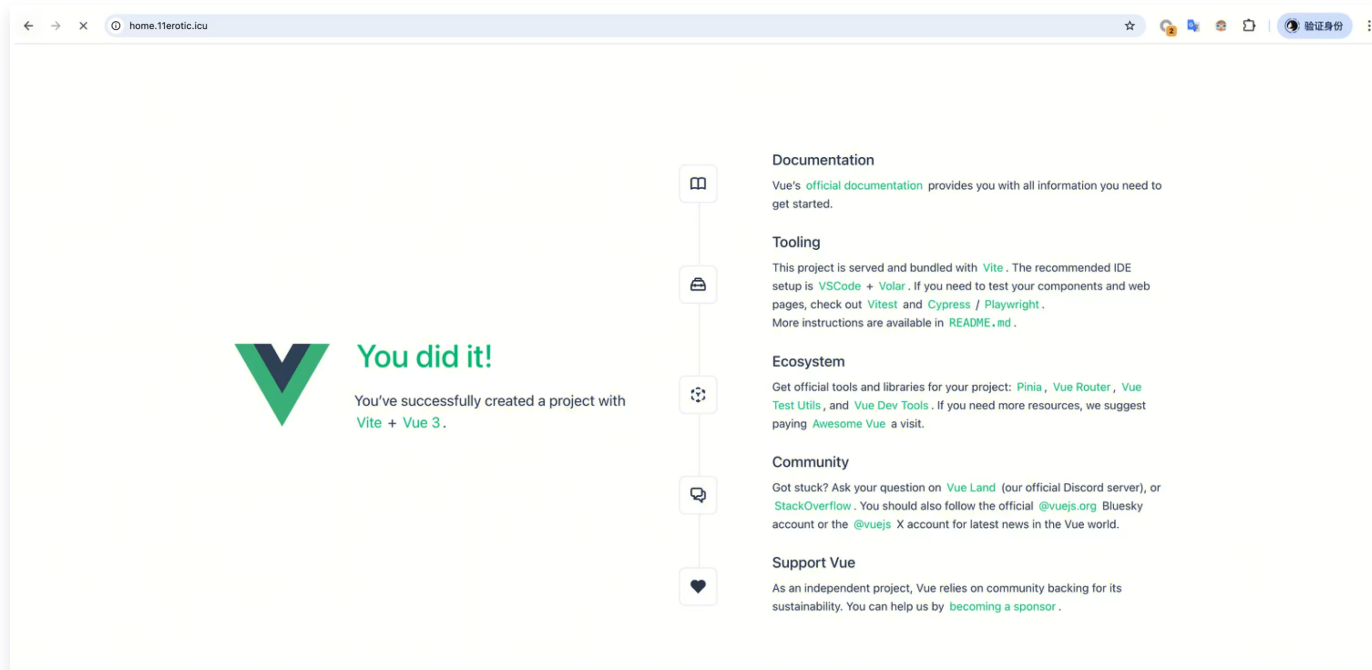 home.11erotic.icu
2
验证身份
You did it!
You've successfully created a project with
Vite + Vue 3.
Documentation
Vue's official documentation provides you with all information you need to
get started.
Tooling
This project is served and bundled with Vite. The recommended IDE
setup is VSCode + Volar. If you need to test your components and web
pages, check out Vitest and Cypress / Playwright.
More instructions are available in README.md.
Ecosystem
Get official tools and libraries for your project: Pinia, Vue Router, Vue
Test Utils, and Vue Dev Tools. If you need more resources, we suggest
paying Awesome Vue a visit.
Community
Got stuck? Ask your question on Vue Land (our official Discord server), or
StackOverflow. You should also follow the official @vuejs.org Bluesky
account or the @vuejs X account for latest news in the Vue world.
Support Vue
As an independent project, Vue relies on community backing for its
sustainability. You can help us by becoming a sponsor.